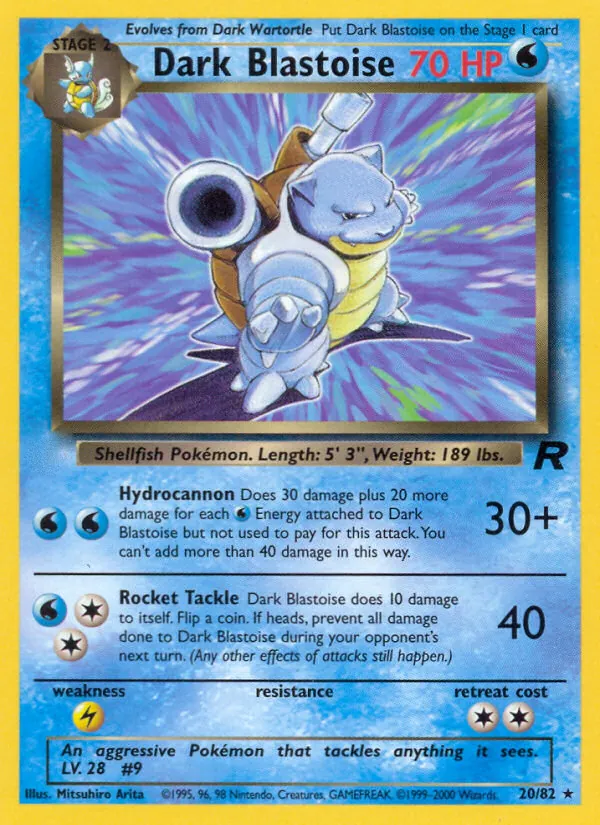 Evolves from Dark Wartortle Put Dark Blastoise on the Stage 1 card
STAGE 2
Dark Blastoise 70 HP
Shellfish Pokémon. Length: 5' 3", Weight: 189 lbs.
R
Hydrocannon Does 30 damage plus 20 more
damage for each Energy attached to Dark
Blastoise but not used to pay for this attack. You
can't add more than 40 damage in this way.
30+
Rocket Tackle Dark Blastoise does 10 damage
to itself. Flip a coin. If heads, prevent all damage
done to Dark Blastoise during your opponent's
next turn. (Any other effects of attacks still happen.)
40
weakness resistance retreat cost
An aggressive Pokémon that tackles anything it sees.
LV. 28 #9
Illus. Mitsuhiro Arita ©1995, 96, 98 Nintendo, Creatures, GAMEFREAK. ©1999-2000 Wizards. 20/82 ★